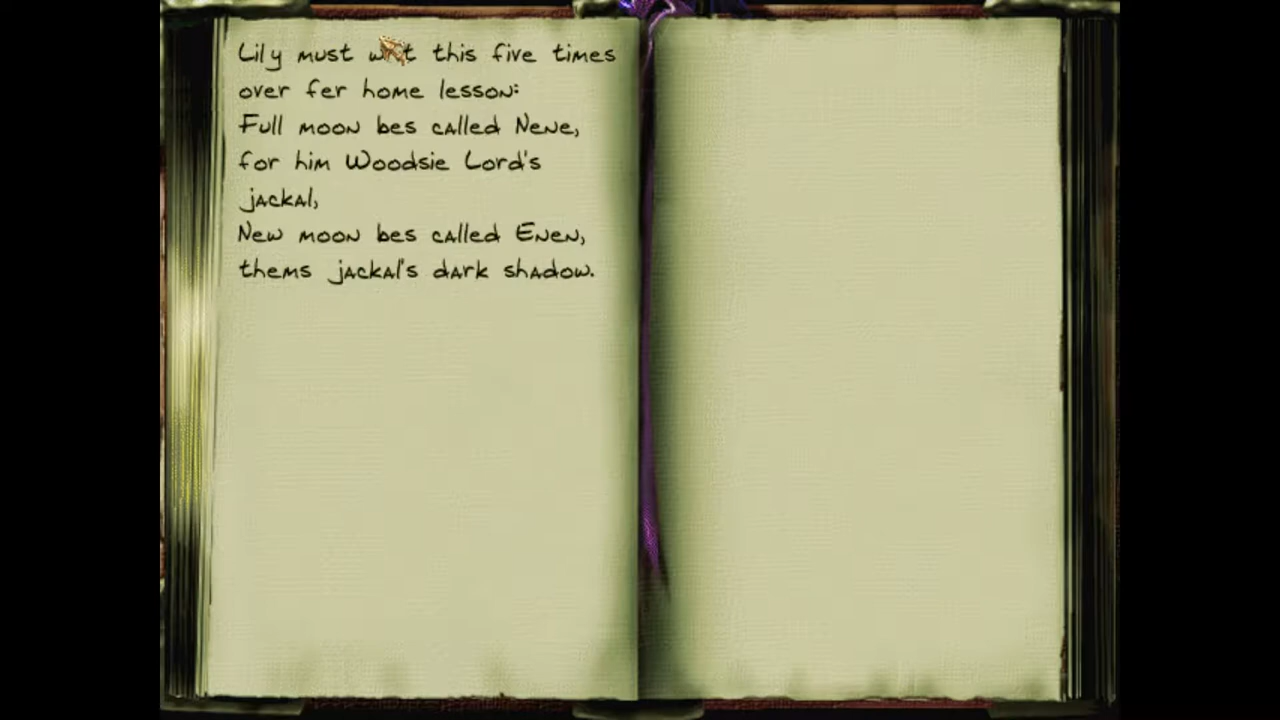 Lily must this five times
over fer home lesson:
Full moon bes called Nene,
for him Woodsie Lord's
jackal,
New moon bes called Enen,
thems jackal's dark shadow.